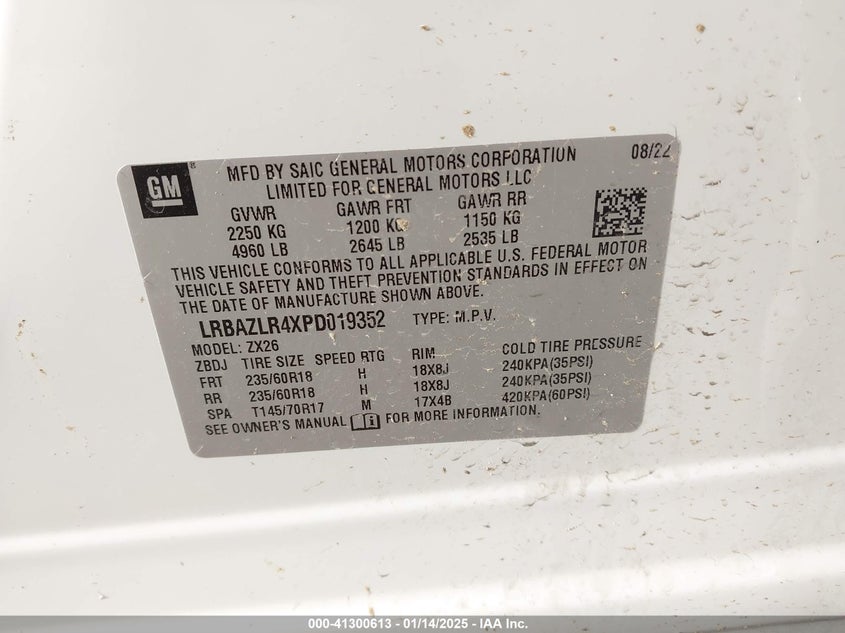 GM
®
MFD BY SAIC GENERAL MOTORS CORPORATION 08/22
LIMITED FOR GENERAL MOTORS LLC
GVWR GAWR FRT GAWR RR
2250 KG 1200 KG 1150 KG
4960 LB 2645 LB 2535 LB
THIS VEHICLE CONFORMS TO ALL APPLICABLE U.S. FEDERAL MOTOR
VEHICLE SAFETY AND THEFT PREVENTION STANDARDS IN EFFECT ON
THE DATE OF MANUFACTURE SHOWN ABOVE.
LRBAZLR4XPD019352 TYPE: M.P.V.
MODEL: ZX26
ZBDJ TIRE SIZE SPEED RTG RIM COLD TIRE PRESSURE
FRT 235/60R18 H 18X8J 240KPA(35PSI)
RR 235/60R18 H 18X8J 240KPA(35PSI)
SPA T145/70R17 M 17X4B 420KPA(60PSI)
SEE OWNER'S MANUAL FOR MORE INFORMATION.
000-41300613 - 01/14/2025 - IAA Inc.